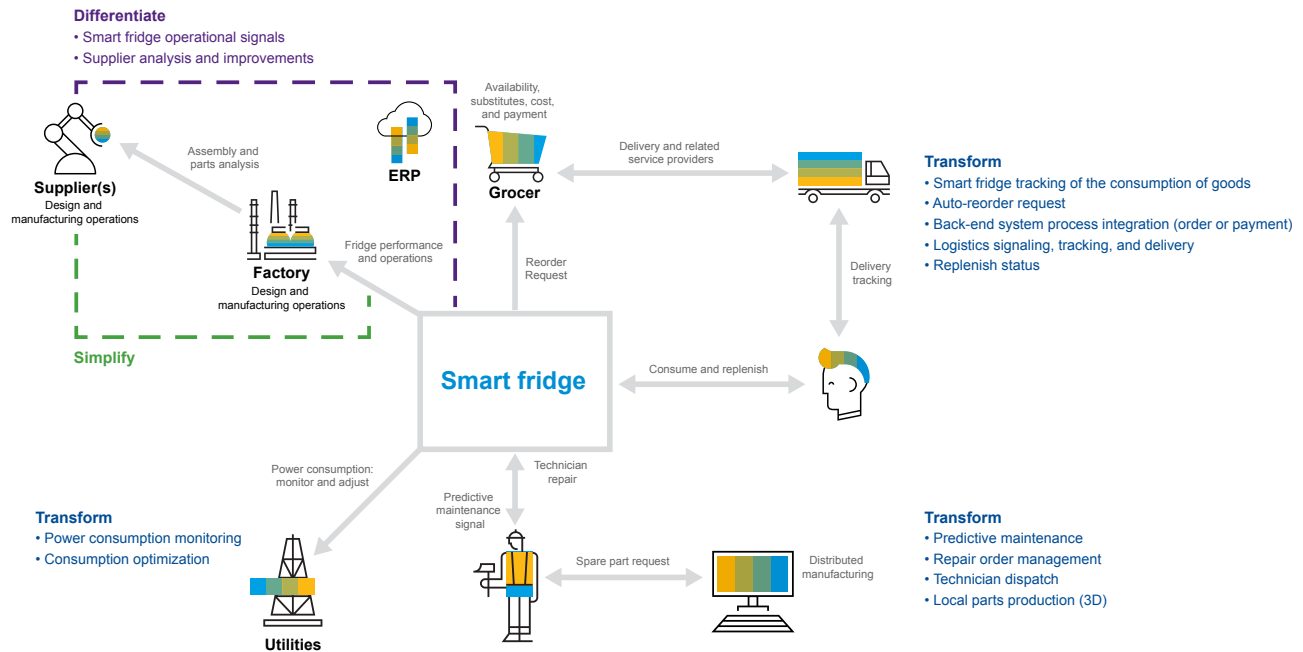 Differentiate
• Smart fridge operational signals
• Supplier analysis and improvements
Availability,
substitutes, cost,
and payment
Assembly and
parts analysis
Delivery and related
service providers
ERP
Grocer
Supplier(s)
Design and
manufacturing operations
Transform
• Smart fridge tracking of the consumption of goods
• Auto-reorder request
• Back-end system process integration (order or payment)
• Logistics signaling, tracking, and delivery
• Replenish status
Fridge performance
and operations
Factory
Design and
manufacturing operations
Reorder
Request
Delivery
tracking
Simplify
Smart fridge
Consume and replenish
Power consumption:
monitor and adjust
Technician
repair
Predictive
maintenance
signal
Transform
• Power consumption monitoring
• Consumption optimization
Utilities
Spare part request
Distributed
manufacturing
Transform
• Predictive maintenance
• Repair order management
• Technician dispatch
• Local parts production (3D)